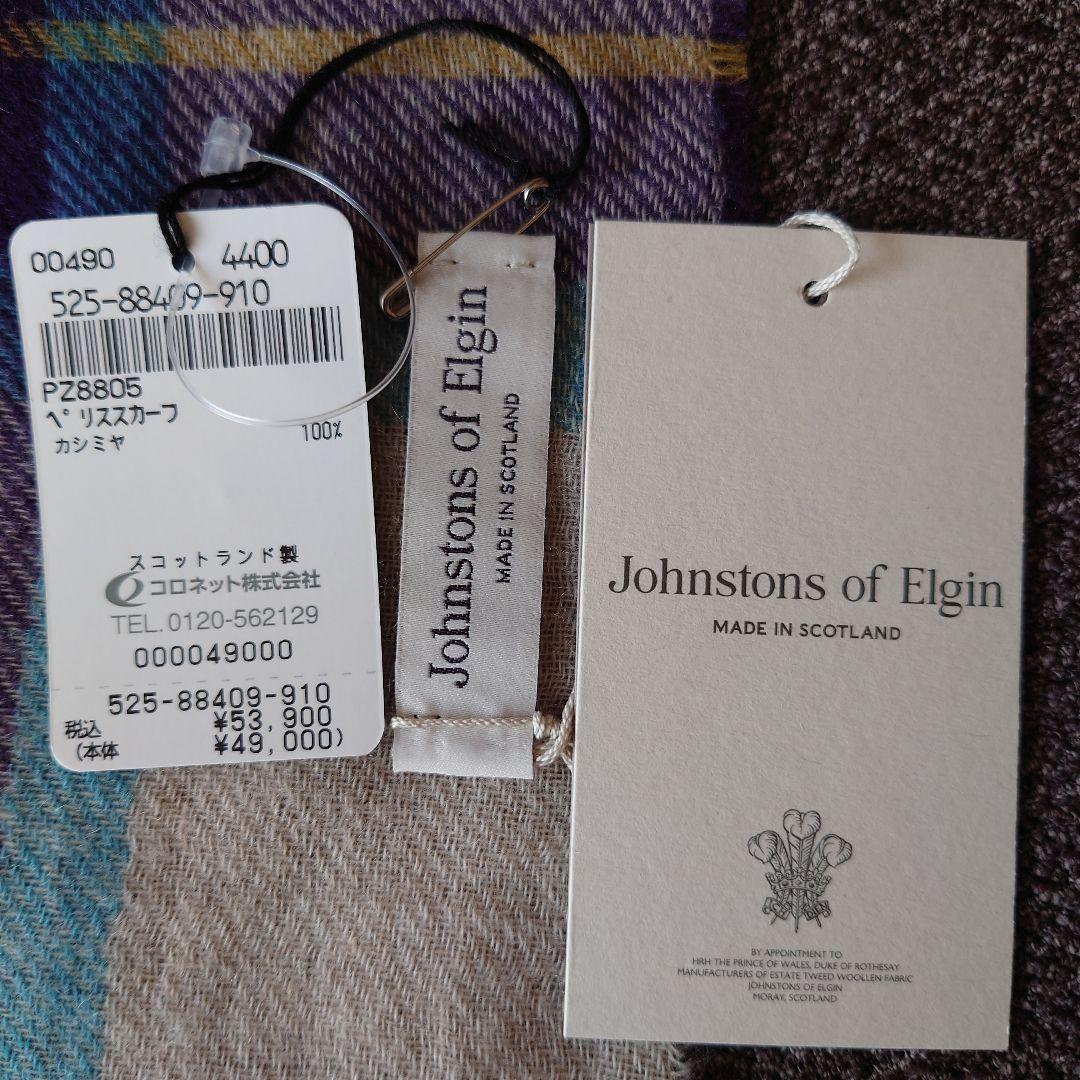 00490 4400
525-88409-910
PZ8805
ペリススカーフ
カシミヤ 100%
スコットランド製
コロネット株式会社
TEL.0120-562129
000049000
525-88409-910
税込 ¥53,900
(本体 ¥49,000)
Johnstons of Elgin
MADE IN SCOTLAND
Johnstons of Elgin
MADE IN SCOTLAND
BY APPOINTMENT TO
HRH THE PRINCE OF WALES, DUKE OF ROTHESAY
MANUFACTURERS OF ESTATE TWEED WOOLLEN FABRIC
JOHNSTONS OF ELGIN
MORAY, SCOTLAND